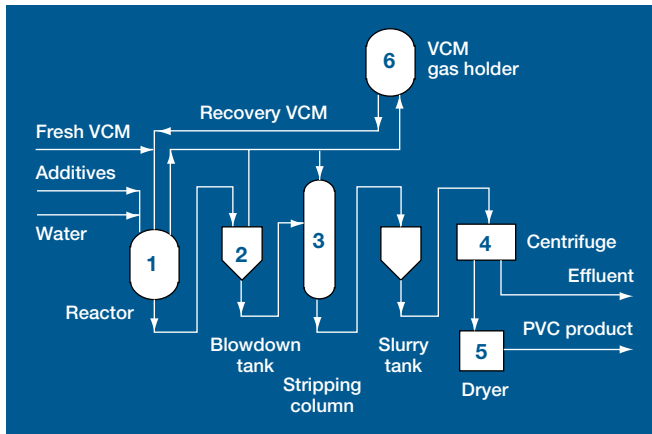 6
VCM
gas holder
Recovery VCM
Fresh VCM
Additives
Water
1
2
3
4
Centrifuge
Effluent
Reactor
PVC product
Blowdown
tank
Slurry
tank
5
Stripping
column
Dryer